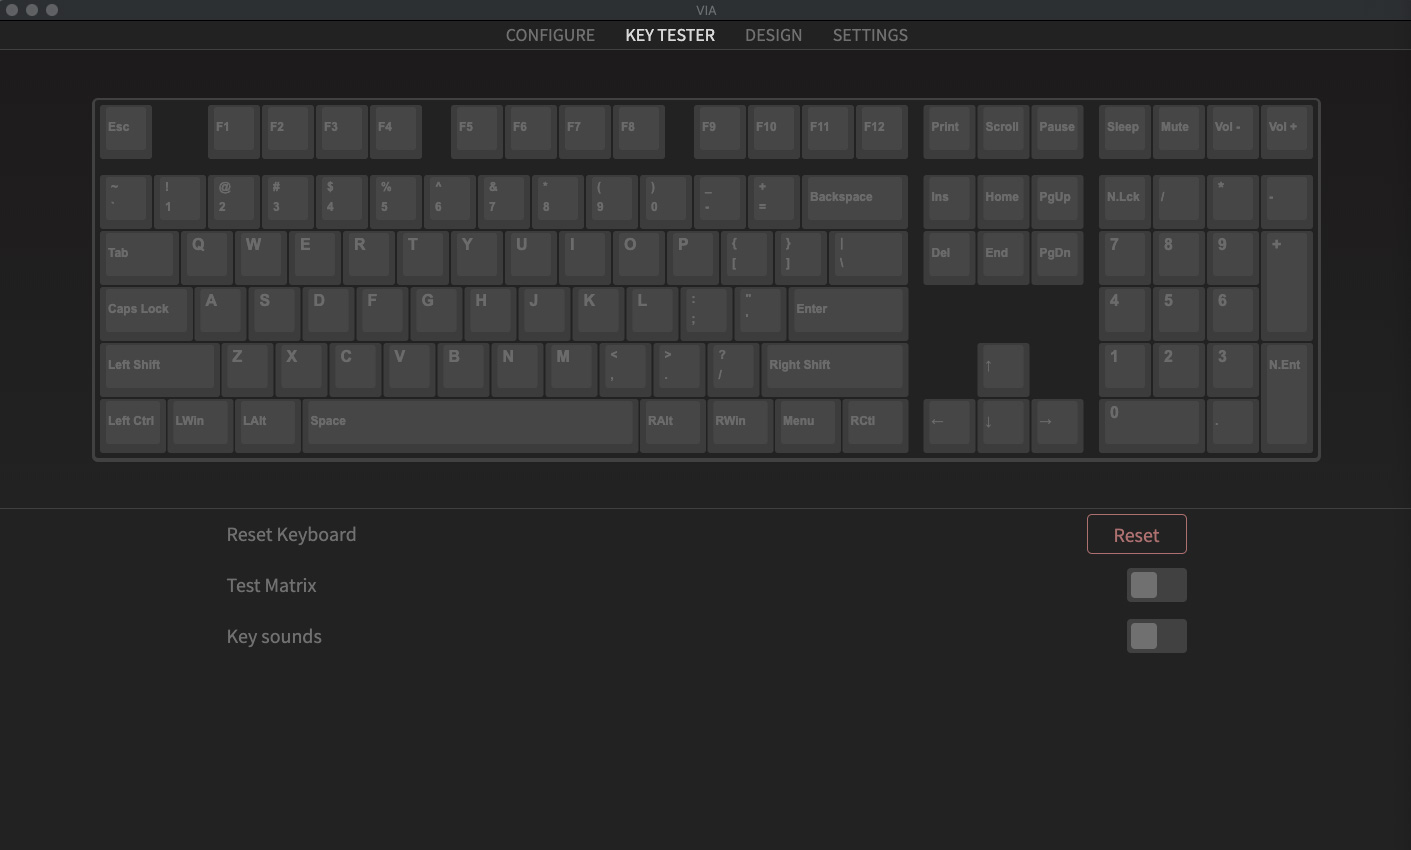 VIA
CONFIGURE KEY TESTER DESIGN SETTINGS
Esc F1 F2 F3 F4 F5 F6 F7 F8 F9 F10 F11 F12 Print Scroll Pause Sleep Mute Vol - Vol +
~ ! @ # $ % ^ & * ( ) _ + Backspace Ins Home PgUp N.Lck / * -
` 1 2 3 4 5 6 7 8 9 0 - =
Tab Q W E R T Y U I O P { } | Del End PgDn 7 8 9 +
[ ] \
Caps Lock A S D F G H J K L : " Enter 4 5 6
; '
Left Shift Z X C V B N M < > ? Right Shift ↑ 1 2 3 N.Ent
, . /
Left Ctrl LWin LAlt Space RAlt RWin Menu RCtl ← ↓ → 0 .
Reset Keyboard Reset
Test Matrix
Key sounds